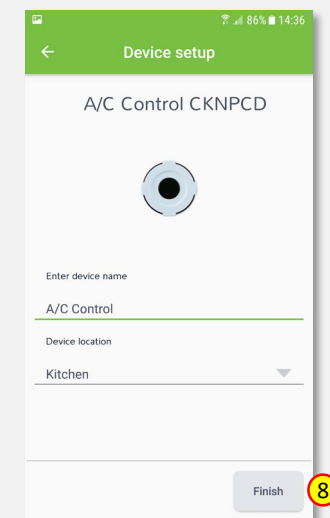 86% 14:36
Device setup
A/C Control CKNPCD
Enter device name
A/C Control
Device location
Kitchen
Finish 8